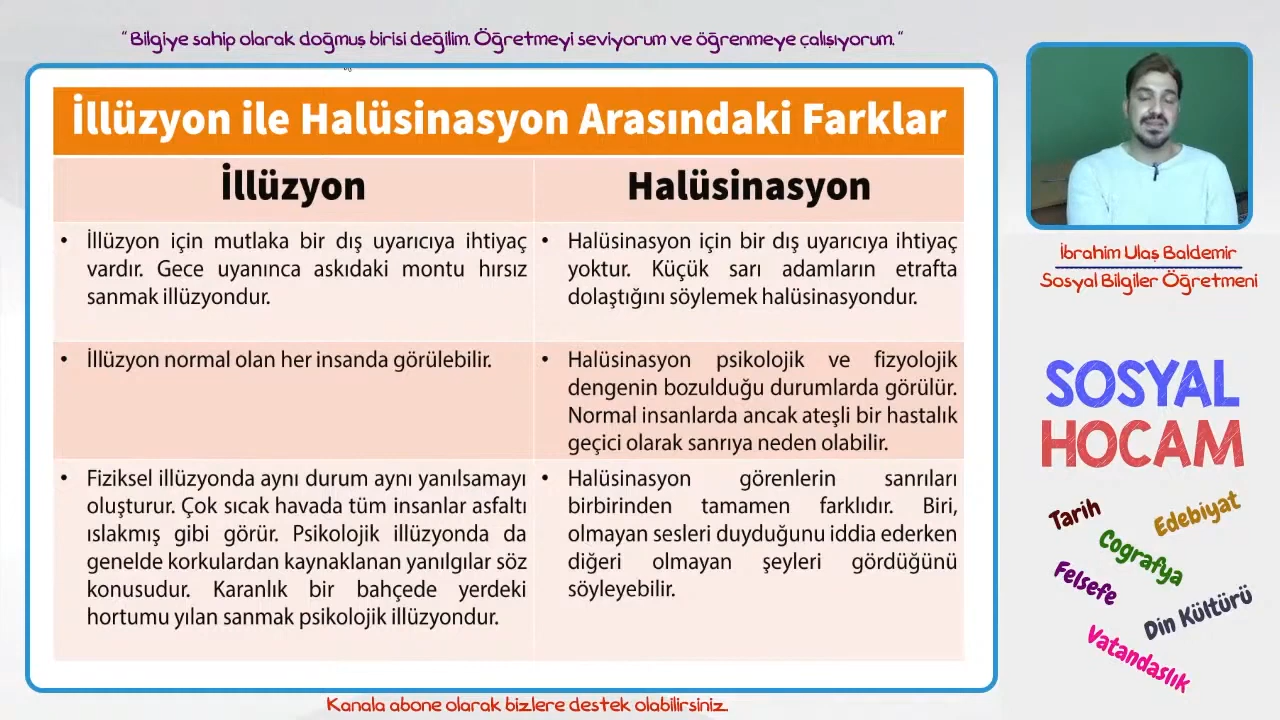 “ Bilgiye sahip olarak doğmuş birisi değilim. Öğretmeyi seviyorum ve öğrenmeye çalışıyorum. “
İllüzyon ile Halüsinasyon Arasındaki Farklar
İllüzyon
• İllüzyon için mutlaka bir dış uyarıcıya ihtiyaç
vardır. Gece uyanınca askıdaki montu hırsız
sanmak illüzyondur.
• İllüzyon normal olan her insanda görülebilir.
• Fiziksel illüzyonda aynı durum aynı yanılsamayı
oluşturur. Çok sıcak havada tüm insanlar asfaltı
ıslakmış gibi görür. Psikolojik illüzyonda da
genelde korkulardan kaynaklanan yanılgılar söz
konusudur. Karanlık bir bahçede yerdeki
hortumu yılan sanmak psikolojik illüzyondur.
Halüsinasyon
• Halüsinasyon için bir dış uyarıcıya ihtiyaç
yoktur. Küçük sarı adamların etrafta
dolaştığını söylemek halüsinasyondur.
• Halüsinasyon psikolojik ve fizyolojik
dengenin bozulduğu durumlarda görülür.
Normal insanlarda ancak ateşli bir hastalık
geçici olarak sanrıya neden olabilir.
• Halüsinasyon görenlerin sanrıları
birbirinden tamamen farklıdır. Biri,
olmayan sesleri duyduğunu iddia ederken
diğeri olmayan şeyleri gördüğünü
söyleyebilir.
İbrahim Ulaş Baldemir
Sosyal Bilgiler Öğretmeni
SOSYAL
HOCAM
Tarih
Edebiyat
Coğrafya
Felsefe
Din Kültürü
Vatandaşlık
Kanala abone olarak bizlere destek olabilirsiniz.